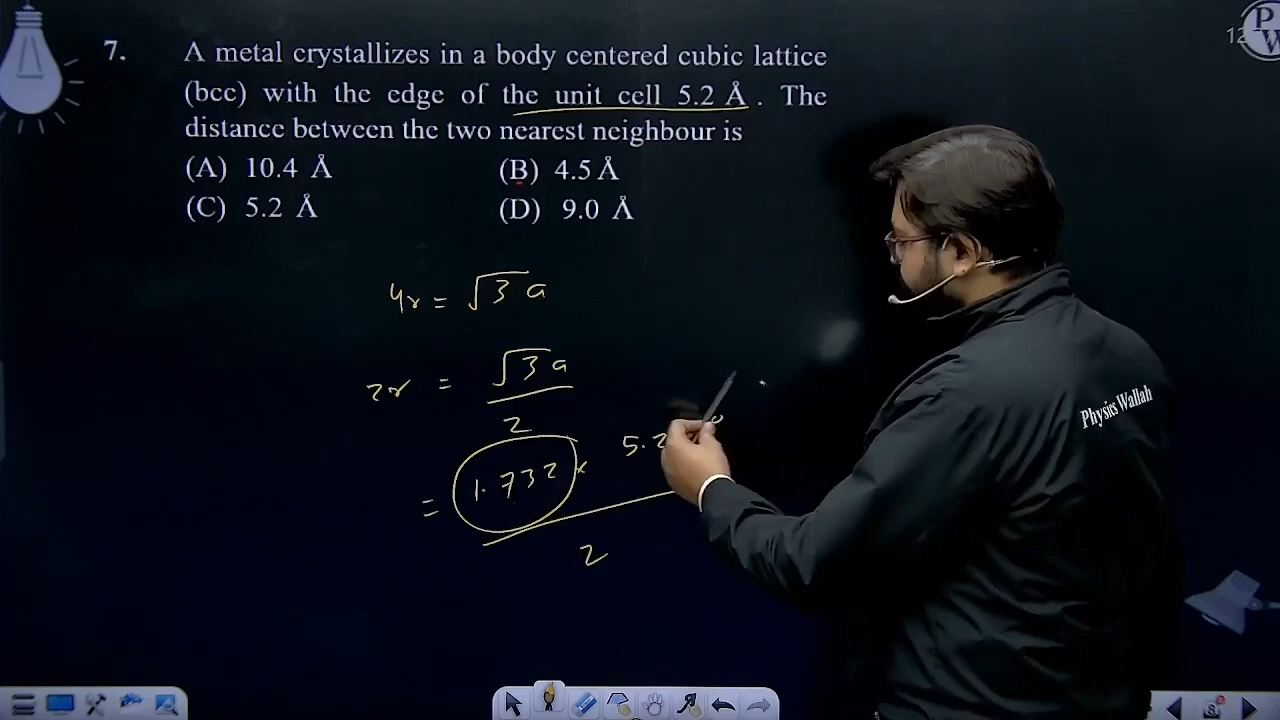 7. A metal crystallizes in a body centered cubic lattice
(bcc) with the edge of the unit cell 5.2 Å . The
distance between the two nearest neighbour is
(A) 10.4 Å (B) 4.5 Å
(C) 5.2 Å (D) 9.0 Å
4r = √3 a
2r = √3 a
2
= 1.732 × 5.2
2
Physics Wallah
PW
12